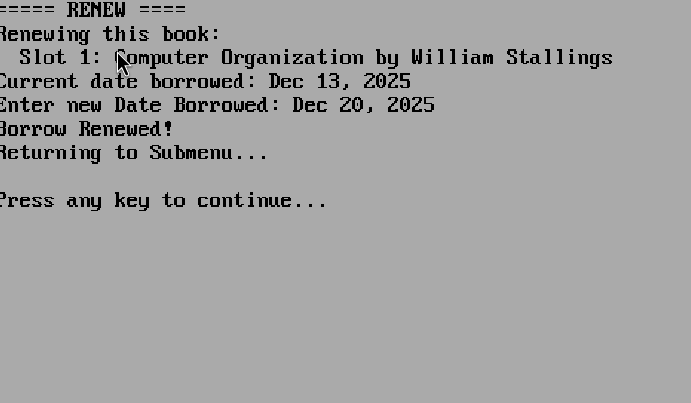 ===== RENEW ====
Renewing this book:
  Slot 1: Computer Organization by William Stallings
Current date borrowed: Dec 13, 2025
Enter new Date Borrowed: Dec 20, 2025
Borrow Renewed!
Returning to Submenu...
Press any key to continue...